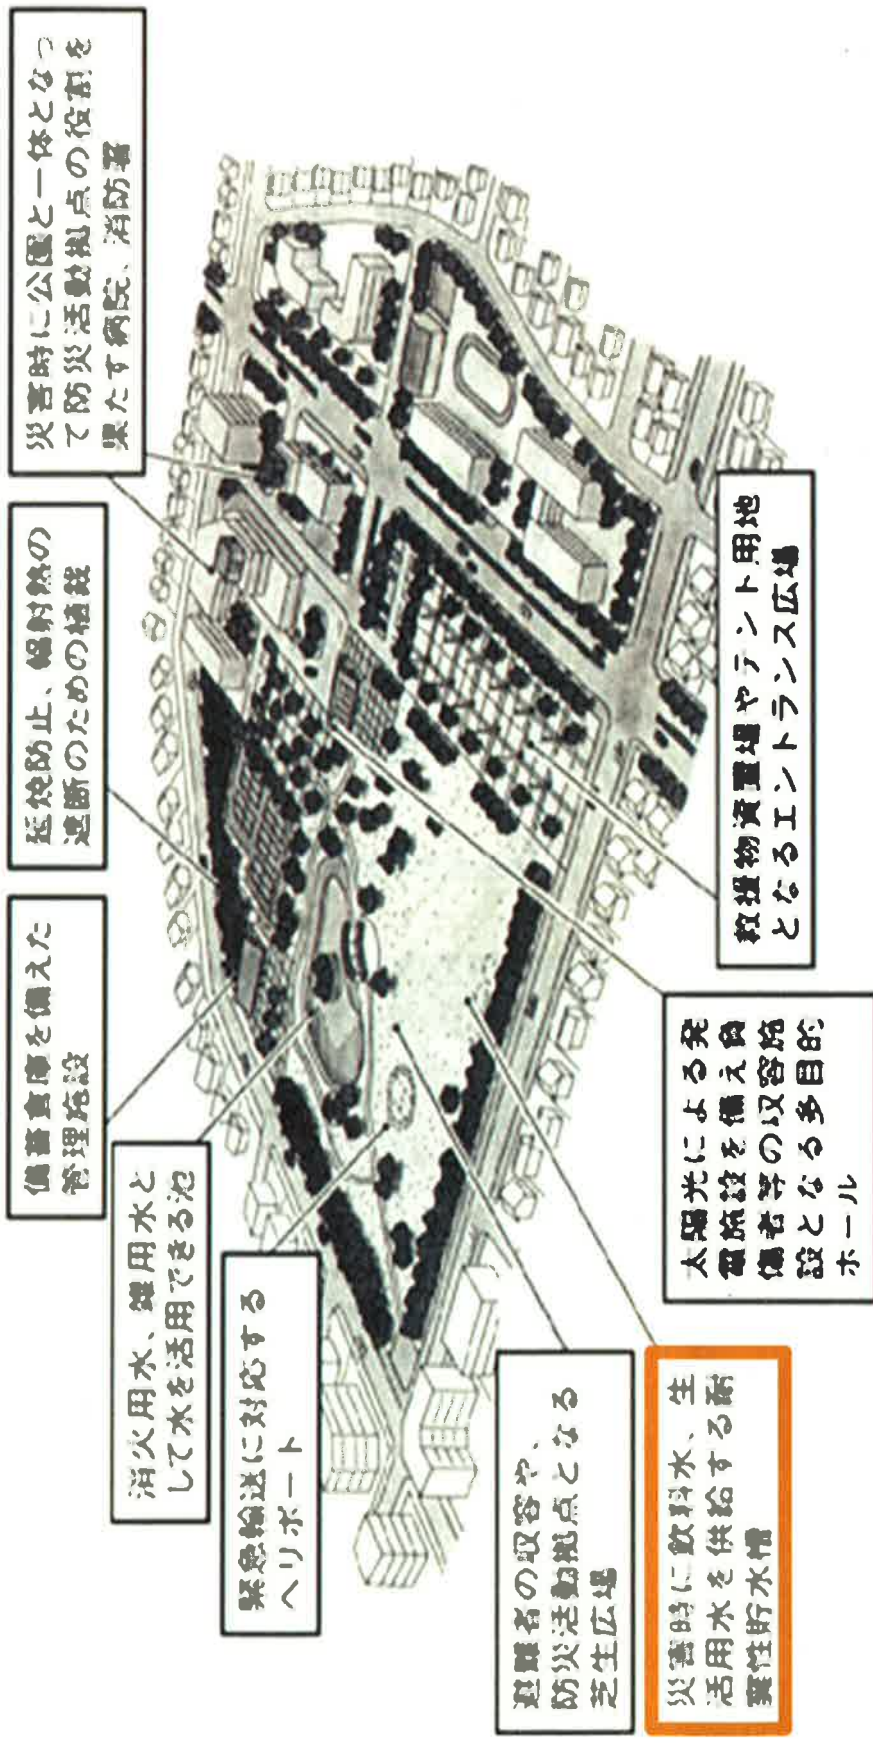 災害時に公園と一体となっ
て防災活動拠点の役割を
果たす病院、消防署
延焼防止、輻射熱の
遮断のための植栽
備蓄倉庫を備えた
管理施設
消火用水、雑用水と
して水を活用できる池
緊急輸送に対応する
ヘリポート
避難者の収容や、
防災活動拠点となる
芝生広場
災害時に飲料水、生
活用水を供給する耐
震性貯水槽
太陽光による発
電施設を備え負
傷者等の収容施
設となる多目的
ホール
救援物資置場やテント用地
となるエントランス広場